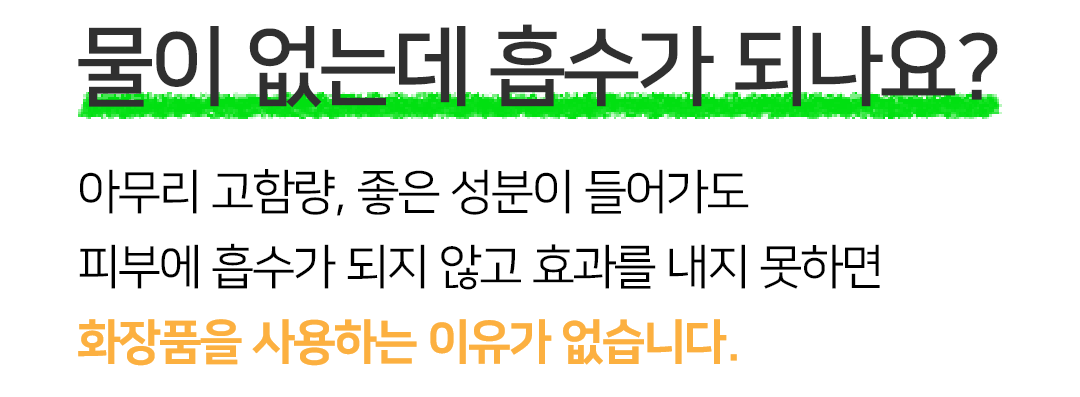 물이 없는데 흡수가 되나요?
아무리 고함량, 좋은 성분이 들어가도
피부에 흡수가 되지 않고 효과를 내지 못하면
화장품을 사용하는 이유가 없습니다.